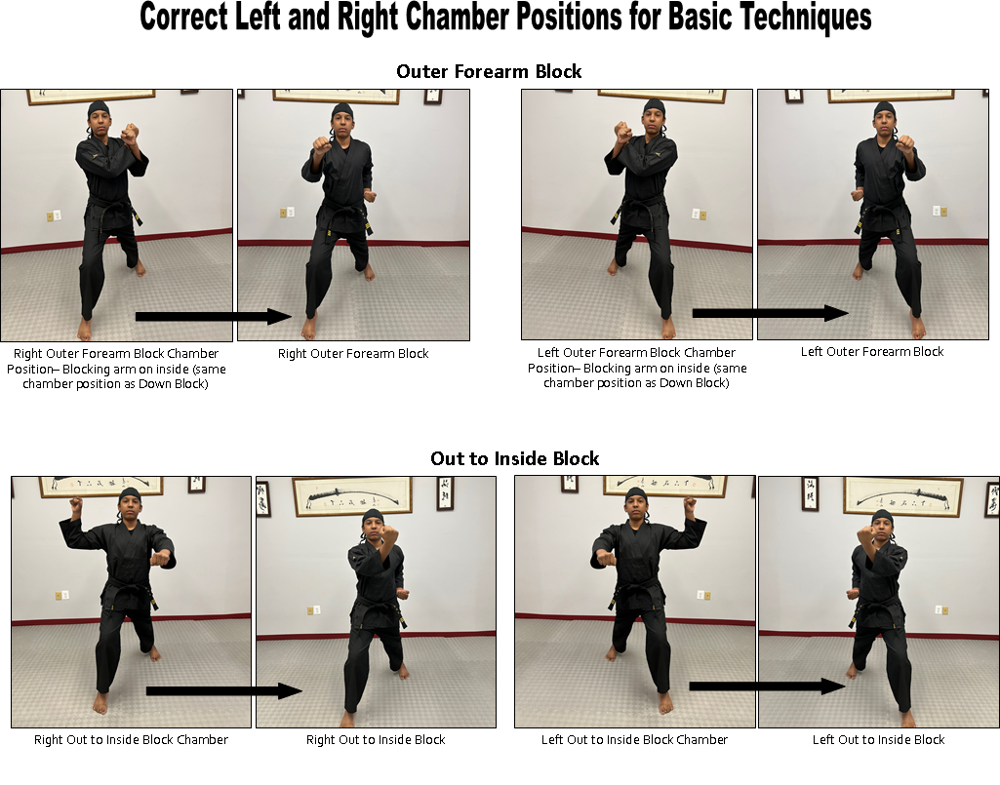 Correct Left and Right Chamber Positions for Basic Techniques
Outer Forearm Block
Right Outer Forearm Block Chamber
Position– Blocking arm on inside (same
chamber position as Down Block)
Right Outer Forearm Block
Left Outer Forearm Block Chamber
Position– Blocking arm on inside (same
chamber position as Down Block)
Left Outer Forearm Block
Out to Inside Block
Right Out to Inside Block Chamber
Right Out to Inside Block
Left Out to Inside Block Chamber
Left Out to Inside Block